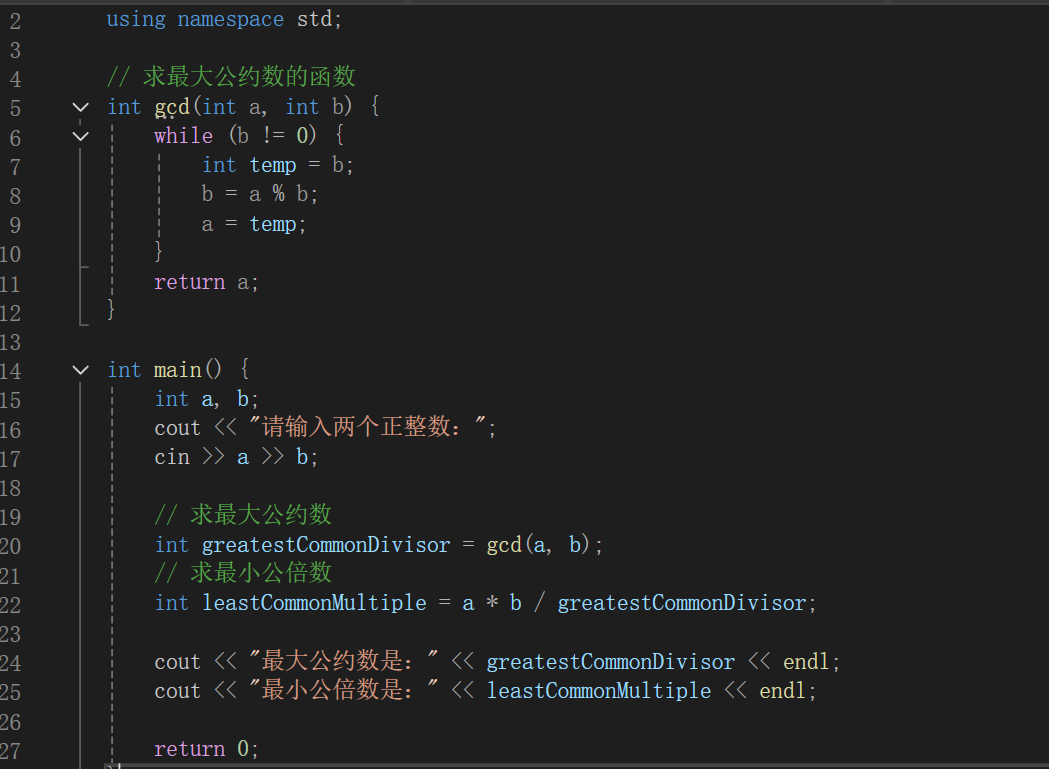 2 using namespace std;
3
4 // 求最大公约数的函数
5 int gcd(int a, int b) {
6 while (b != 0) {
7 int temp = b;
8 b = a % b;
9 a = temp;
10 }
11 return a;
12 }
13
14 int main() {
15 int a, b;
16 cout << "请输入两个正整数：";
17 cin >> a >> b;
18
19 // 求最大公约数
20 int greatestCommonDivisor = gcd(a, b);
21 // 求最小公倍数
22 int leastCommonMultiple = a * b / greatestCommonDivisor;
23
24 cout << "最大公约数是：" << greatestCommonDivisor << endl;
25 cout << "最小公倍数是：" << leastCommonMultiple << endl;
26
27 return 0;